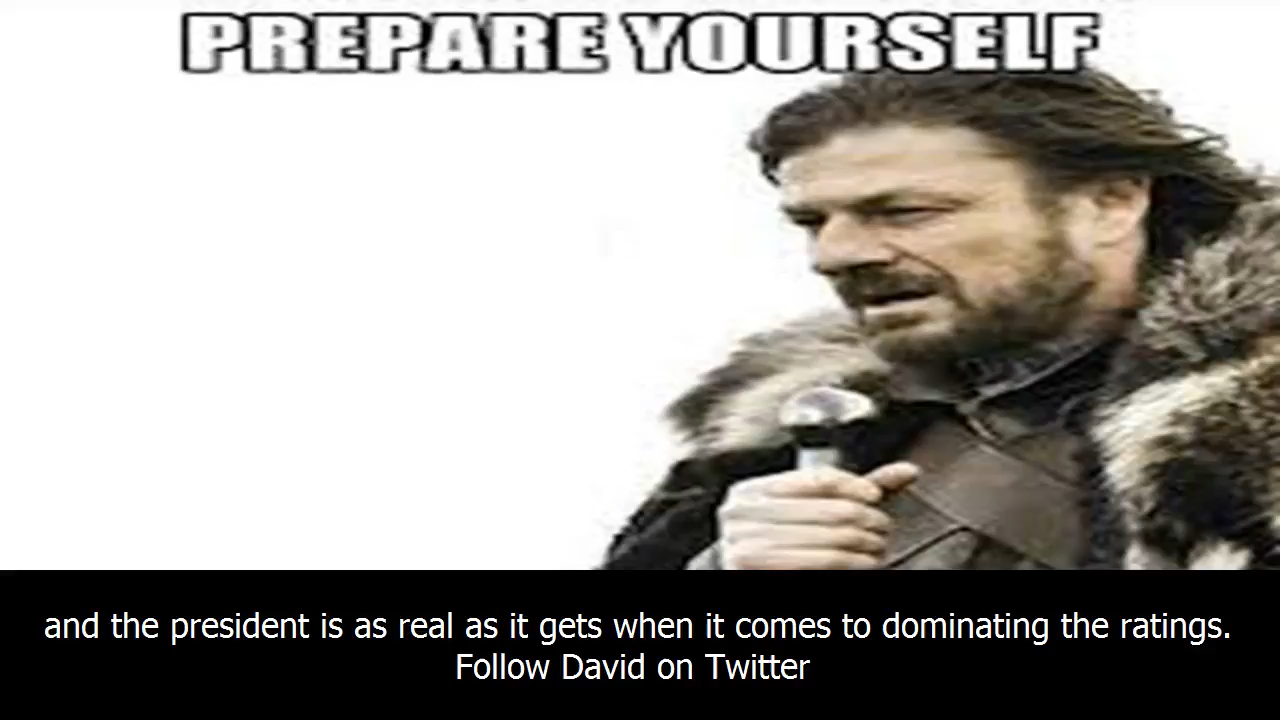 PREPARE YOURSELF
and the president is as real as it gets when it comes to dominating the ratings.
Follow David on Twitter